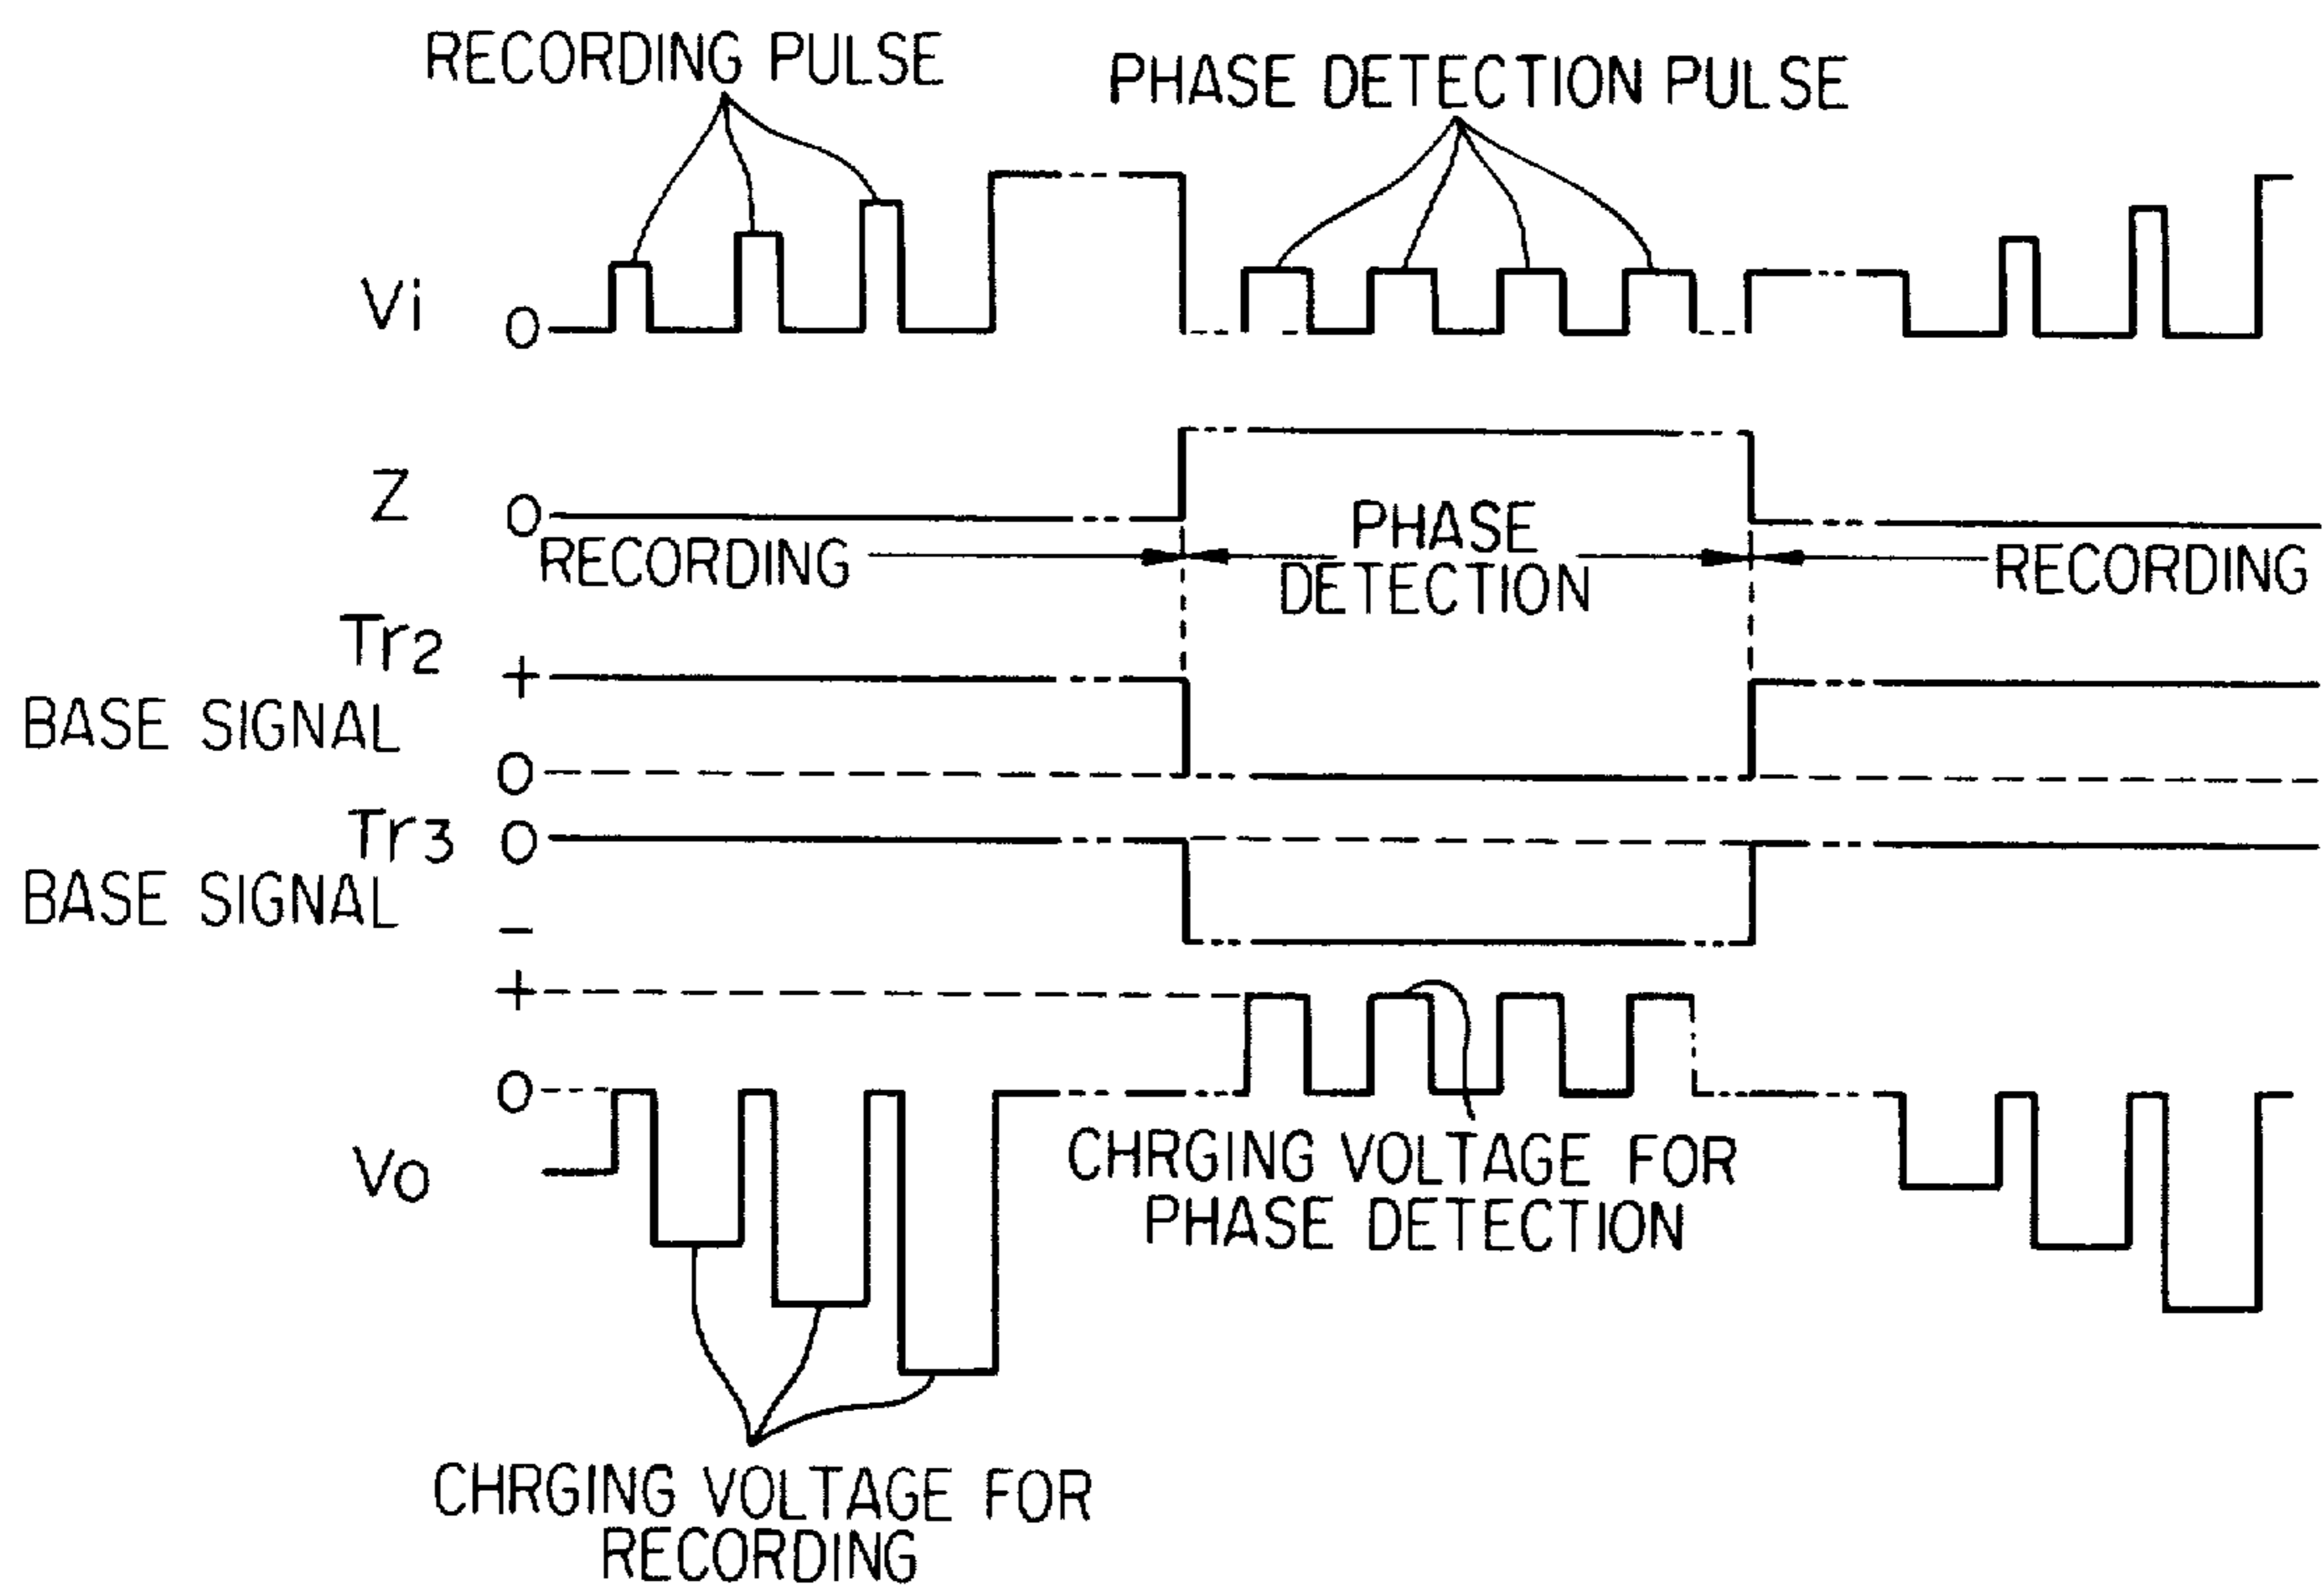 RECORDING PULSE
PHASE DETECTION PULSE
Vi
0
Z
0
RECORDING
PHASE
DETECTION
RECORDING
Tr2
BASE SIGNAL
+
0
Tr3
BASE SIGNAL
0
−
+
0
Vo
CHRGING VOLTAGE FOR
PHASE DETECTION
CHRGING VOLTAGE FOR
RECORDING